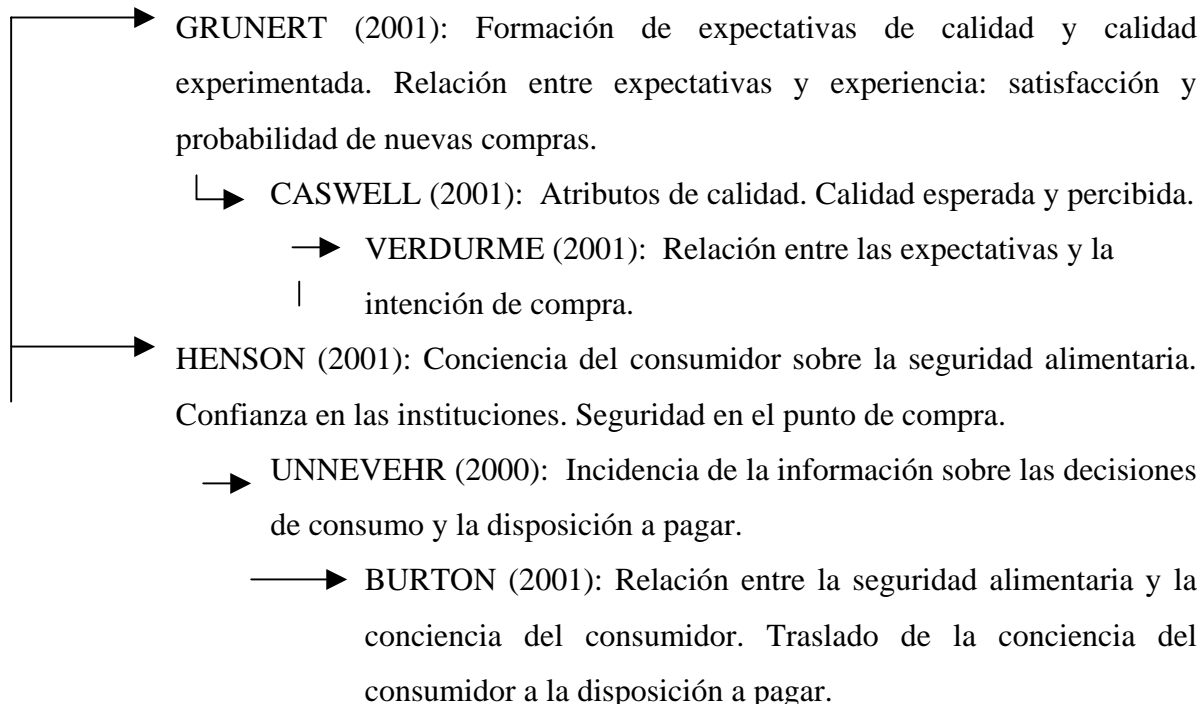 GRUNERT (2001): Formación de expectativas de calidad y calidad
experimentada. Relación entre expectativas y experiencia: satisfacción y
probabilidad de nuevas compras.
CASWELL (2001): Atributos de calidad. Calidad esperada y percibida.
VERDURME (2001): Relación entre las expectativas y la
intención de compra.
HENSON (2001): Conciencia del consumidor sobre la seguridad alimentaria.
Confianza en las instituciones. Seguridad en el punto de compra.
UNNEVEHR (2000): Incidencia de la información sobre las decisiones
de consumo y la disposición a pagar.
BURTON (2001): Relación entre la seguridad alimentaria y la
conciencia del consumidor. Traslado de la conciencia del
consumidor a la disposición a pagar.